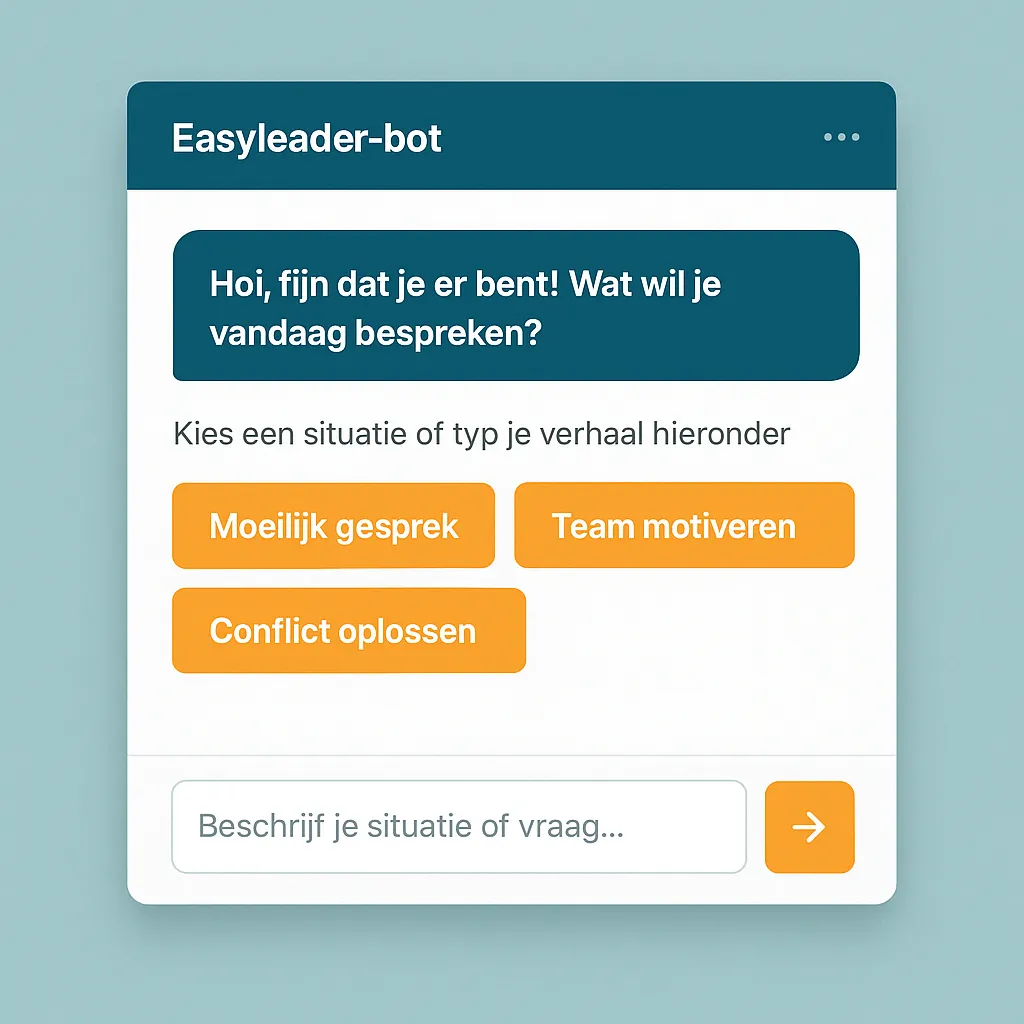 Easyleader-bot
Hoi, fijn dat je er bent! Wat wil je
vandaag bespreken?
Kies een situatie of typ je verhaal hieronder
Moeilijk gesprek
Team motiveren
Conflict oplossen
Beschrijf je situatie of vraag...